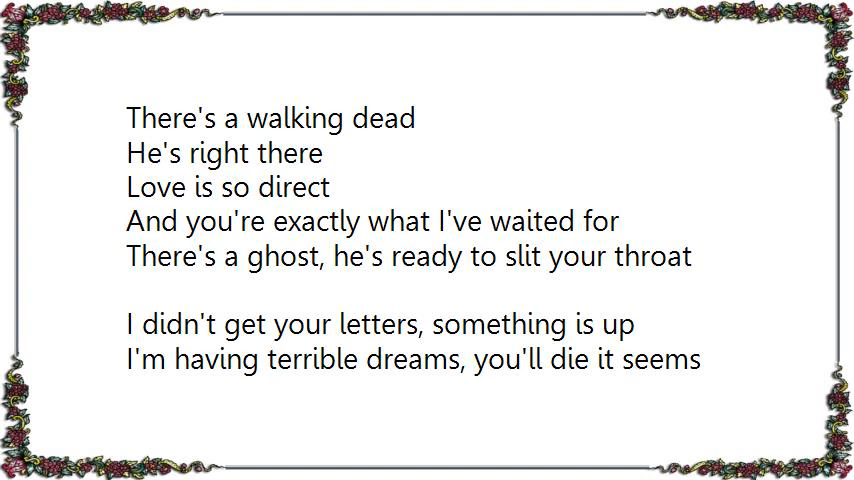 There's a walking dead
He's right there
Love is so direct
And you're exactly what I've waited for
There's a ghost, he's ready to slit your throat
I didn't get your letters, something is up
I'm having terrible dreams, you'll die it seems